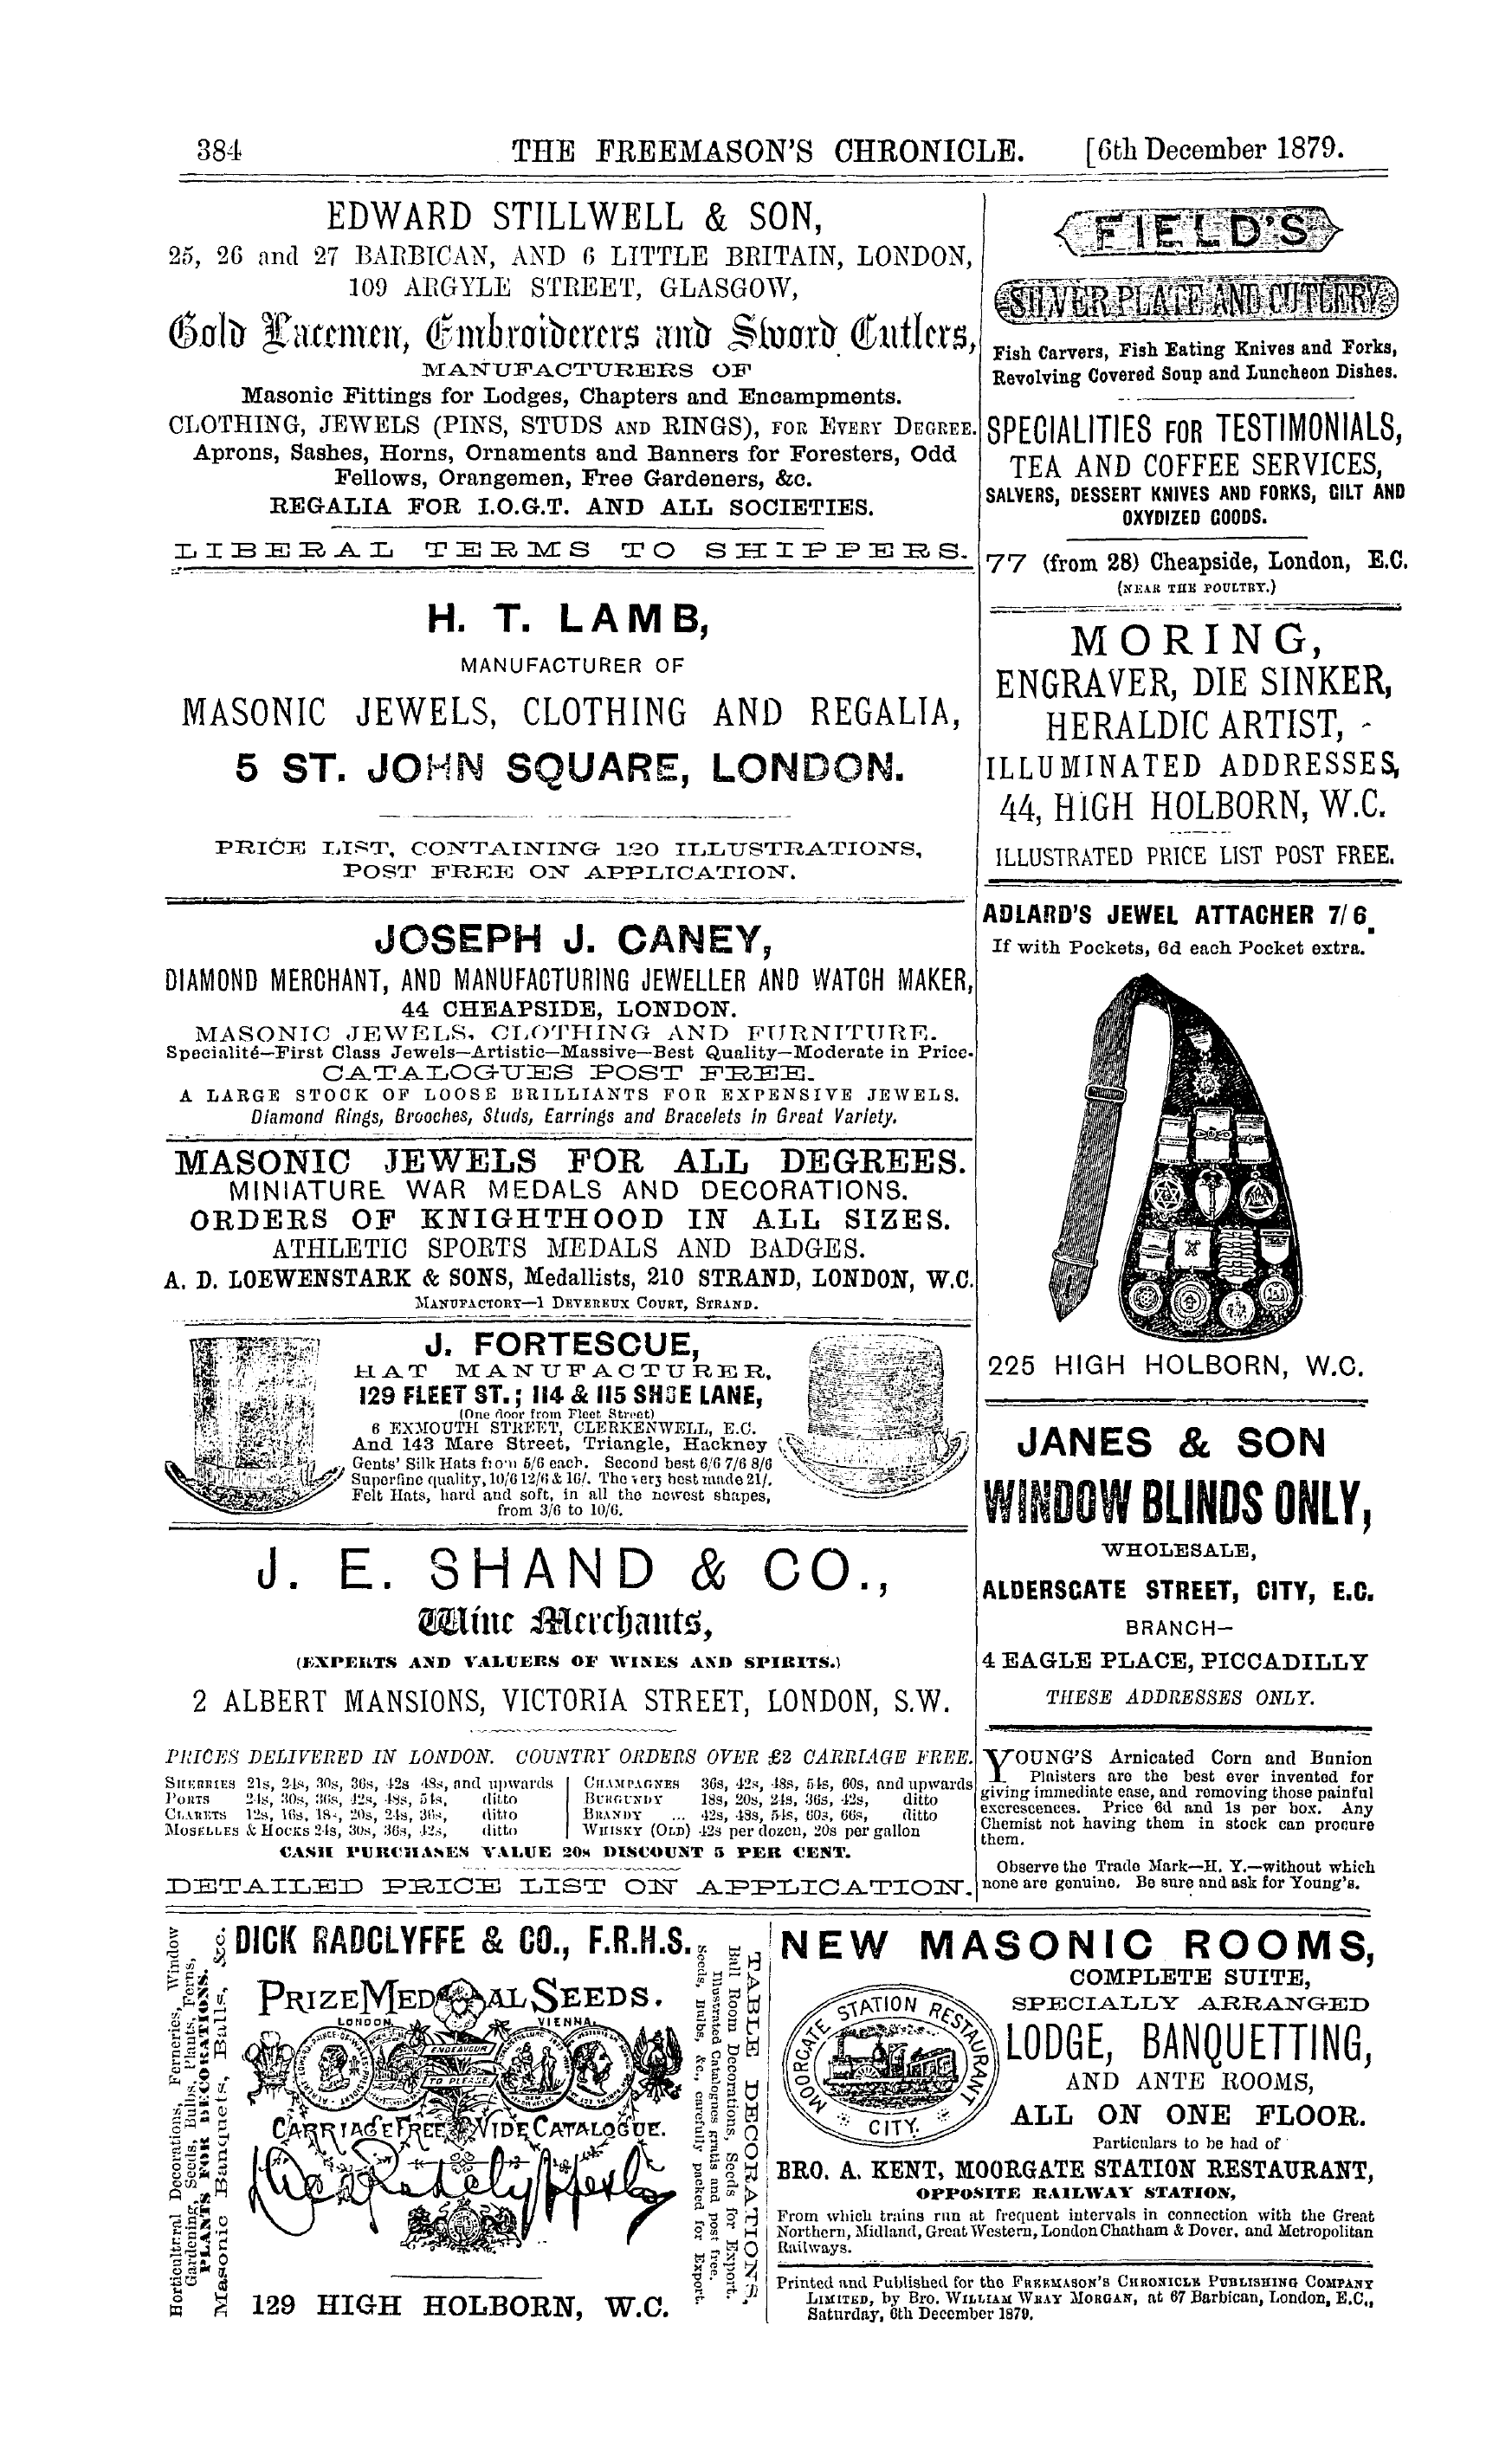 384 THE FREEMASON'S CHRONICLE. [6th December 1879.
EDWARD STILLWELL & SON,
25, 26 and 27 BARBICAN, AND 6 LITTLE BRITAIN, LONDON,
109 ARGYLE STREET, GLASGOW,
Gold Lacemen, Embroiderers and Sword Cutlers,
MANUFACTURERS OF
Masonic Fittings for Lodges, Chapters and Encampments.
CLOTHING, JEWELS (PINS, STUDS AND RINGS), FOR EVERY DEGREE.
Aprons, Sashes, Horns, Ornaments and Banners for Foresters, Odd
Fellows, Orangemen, Free Gardeners, &c.
REGALIA FOR I.O.G.T. AND ALL SOCIETIES.
LIBERAL TERMS TO SHIPPERS.
H. T. LAMB,
MANUFACTURER OF
MASONIC JEWELS, CLOTHING AND REGALIA,
5 ST. JOHN SQUARE, LONDON.
PRICE LIST, CONTAINING 120 ILLUSTRATIONS,
POST FREE ON APPLICATION.
JOSEPH J. CANEY,
DIAMOND MERCHANT, AND MANUFACTURING JEWELLER AND WATCH MAKER,
44 CHEAPSIDE, LONDON.
MASONIC JEWELS, CLOTHING AND FURNITURE.
Specialité—First Class Jewels—Artistic—Massive—Best Quality—Moderate in Price.
CATALOGUES POST FREE.
A LARGE STOCK OF LOOSE BRILLIANTS FOR EXPENSIVE JEWELS.
Diamond Rings, Brooches, Studs, Earrings and Bracelets in Great Variety.
MASONIC JEWELS FOR ALL DEGREES.
MINIATURE WAR MEDALS AND DECORATIONS.
ORDERS OF KNIGHTHOOD IN ALL SIZES.
ATHLETIC SPORTS MEDALS AND BADGES.
A. D. LOEWENSTARK & SONS, Medallists, 210 STRAND, LONDON, W.C.
MANUFACTORY—1 DEVEREUX COURT, STRAND.
J. FORTESCUE,
HAT MANUFACTURER,
129 FLEET ST.; 114 & 115 SHOE LANE,
(One door from Fleet Street)
6 EXMOUTH STREET, CLERKENWELL, E.C.
And 143 Mare Street, Triangle, Hackney
Gents' Silk Hats from 5/6 each. Second best 6/6 7/6 8/6
Superfine quality, 10/6 12/6 & 16/. The very best made 21/.
Felt Hats, hard and soft, in all the newest shapes,
from 3/6 to 10/6.
J. E. SHAND & CO.,
Wine Merchants,
(EXPERTS AND VALUERS OF WINES AND SPIRITS.)
2 ALBERT MANSIONS, VICTORIA STREET, LONDON, S.W.
PRICES DELIVERED IN LONDON. COUNTRY ORDERS OVER £2 CARRIAGE FREE.
SHERRIES 21s, 24s, 30s, 36s, 42s 48s, and upwards
PORTS 24s, 30s, 36s, 42s, 48s, 54s, ditto
CLARETS 12s, 16s, 18s, 20s, 24s, 30s, ditto
MOSELLES & HOCKS 24s, 30s, 36s, 42s, ditto
CHAMPAGNES 36s, 42s, 48s, 54s, 60s, and upwards
BURGUNDY 18s, 20s, 24s, 36s, 42s, ditto
BRANDY ... 42s, 48s, 54s, 60s, 66s, ditto
WHISKY (OLD) 42s per dozen, 20s per gallon
CASH PURCHASES VALUE 20s DISCOUNT 5 PER CENT.
DETAILED PRICE LIST ON APPLICATION.
FIELD'S
SILVER PLATE AND CUTLERY
Fish Carvers, Fish Eating Knives and Forks,
Revolving Covered Soup and Luncheon Dishes.
SPECIALITIES FOR TESTIMONIALS,
TEA AND COFFEE SERVICES,
SALVERS, DESSERT KNIVES AND FORKS, GILT AND
OXYDIZED GOODS.
77 (from 28) Cheapside, London, E.C.
(NEAR THE POULTRY.)
MORING,
ENGRAVER, DIE SINKER,
HERALDIC ARTIST,
ILLUMINATED ADDRESSES,
44, HIGH HOLBORN, W.C.
ILLUSTRATED PRICE LIST POST FREE.
ADLARD'S JEWEL ATTACHER 7/6.
If with Pockets, 6d each Pocket extra.
225 HIGH HOLBORN, W.C.
JANES & SON
WINDOW BLINDS ONLY,
WHOLESALE,
ALDERSGATE STREET, CITY, E.C.
BRANCH—
4 EAGLE PLACE, PICCADILLY
THESE ADDRESSES ONLY.
YOUNG'S Arnicated Corn and Bunion
Plaisters are the best ever invented for
giving immediate ease, and removing those painful
excrescences. Price 6d and 1s per box. Any
Chemist not having them in stock can procure
them.
Observe the Trade Mark—H. Y.—without which
none are genuine. Be sure and ask for Young's.
Horticultural Decorations, Ferneries, Window
Gardening, Seeds, Bulbs, Plants, Ferns,
PLANTS FOR DECORATIONS.
Masonic Banquets, Balls, &c.
DICK RADCLYFFE & CO., F.R.H.S.
PRIZE MEDAL SEEDS.
LONDON
VIENNA
ENDEAVOUR
TO PLEASE
CARRIAGE FREE VIDE CATALOGUE.
Dick Radclyffe & Co
129 HIGH HOLBORN, W.C.
TABLE DECORATIONS,
Ball Room Decorations, Seeds for Export.
Illustrated Catalogues gratis and post free.
Seeds, Bulbs, &c., carefully packed for Export.
NEW MASONIC ROOMS,
COMPLETE SUITE,
SPECIALLY ARRANGED
LODGE, BANQUETTING,
AND ANTE ROOMS,
ALL ON ONE FLOOR.
MOORGATE STATION RESTAURANT
CITY.
Particulars to be had of
BRO. A. KENT, MOORGATE STATION RESTAURANT,
OPPOSITE RAILWAY STATION,
From which trains run at frequent intervals in connection with the Great
Northern, Midland, Great Western, London Chatham & Dover, and Metropolitan
Railways.
Printed and Published for the FREEMASON'S CHRONICLE PUBLISHING COMPANY
LIMITED, by Bro. WILLIAM WRAY MORGAN, at 67 Barbican, London, E.C.,
Saturday, 6th December 1879.